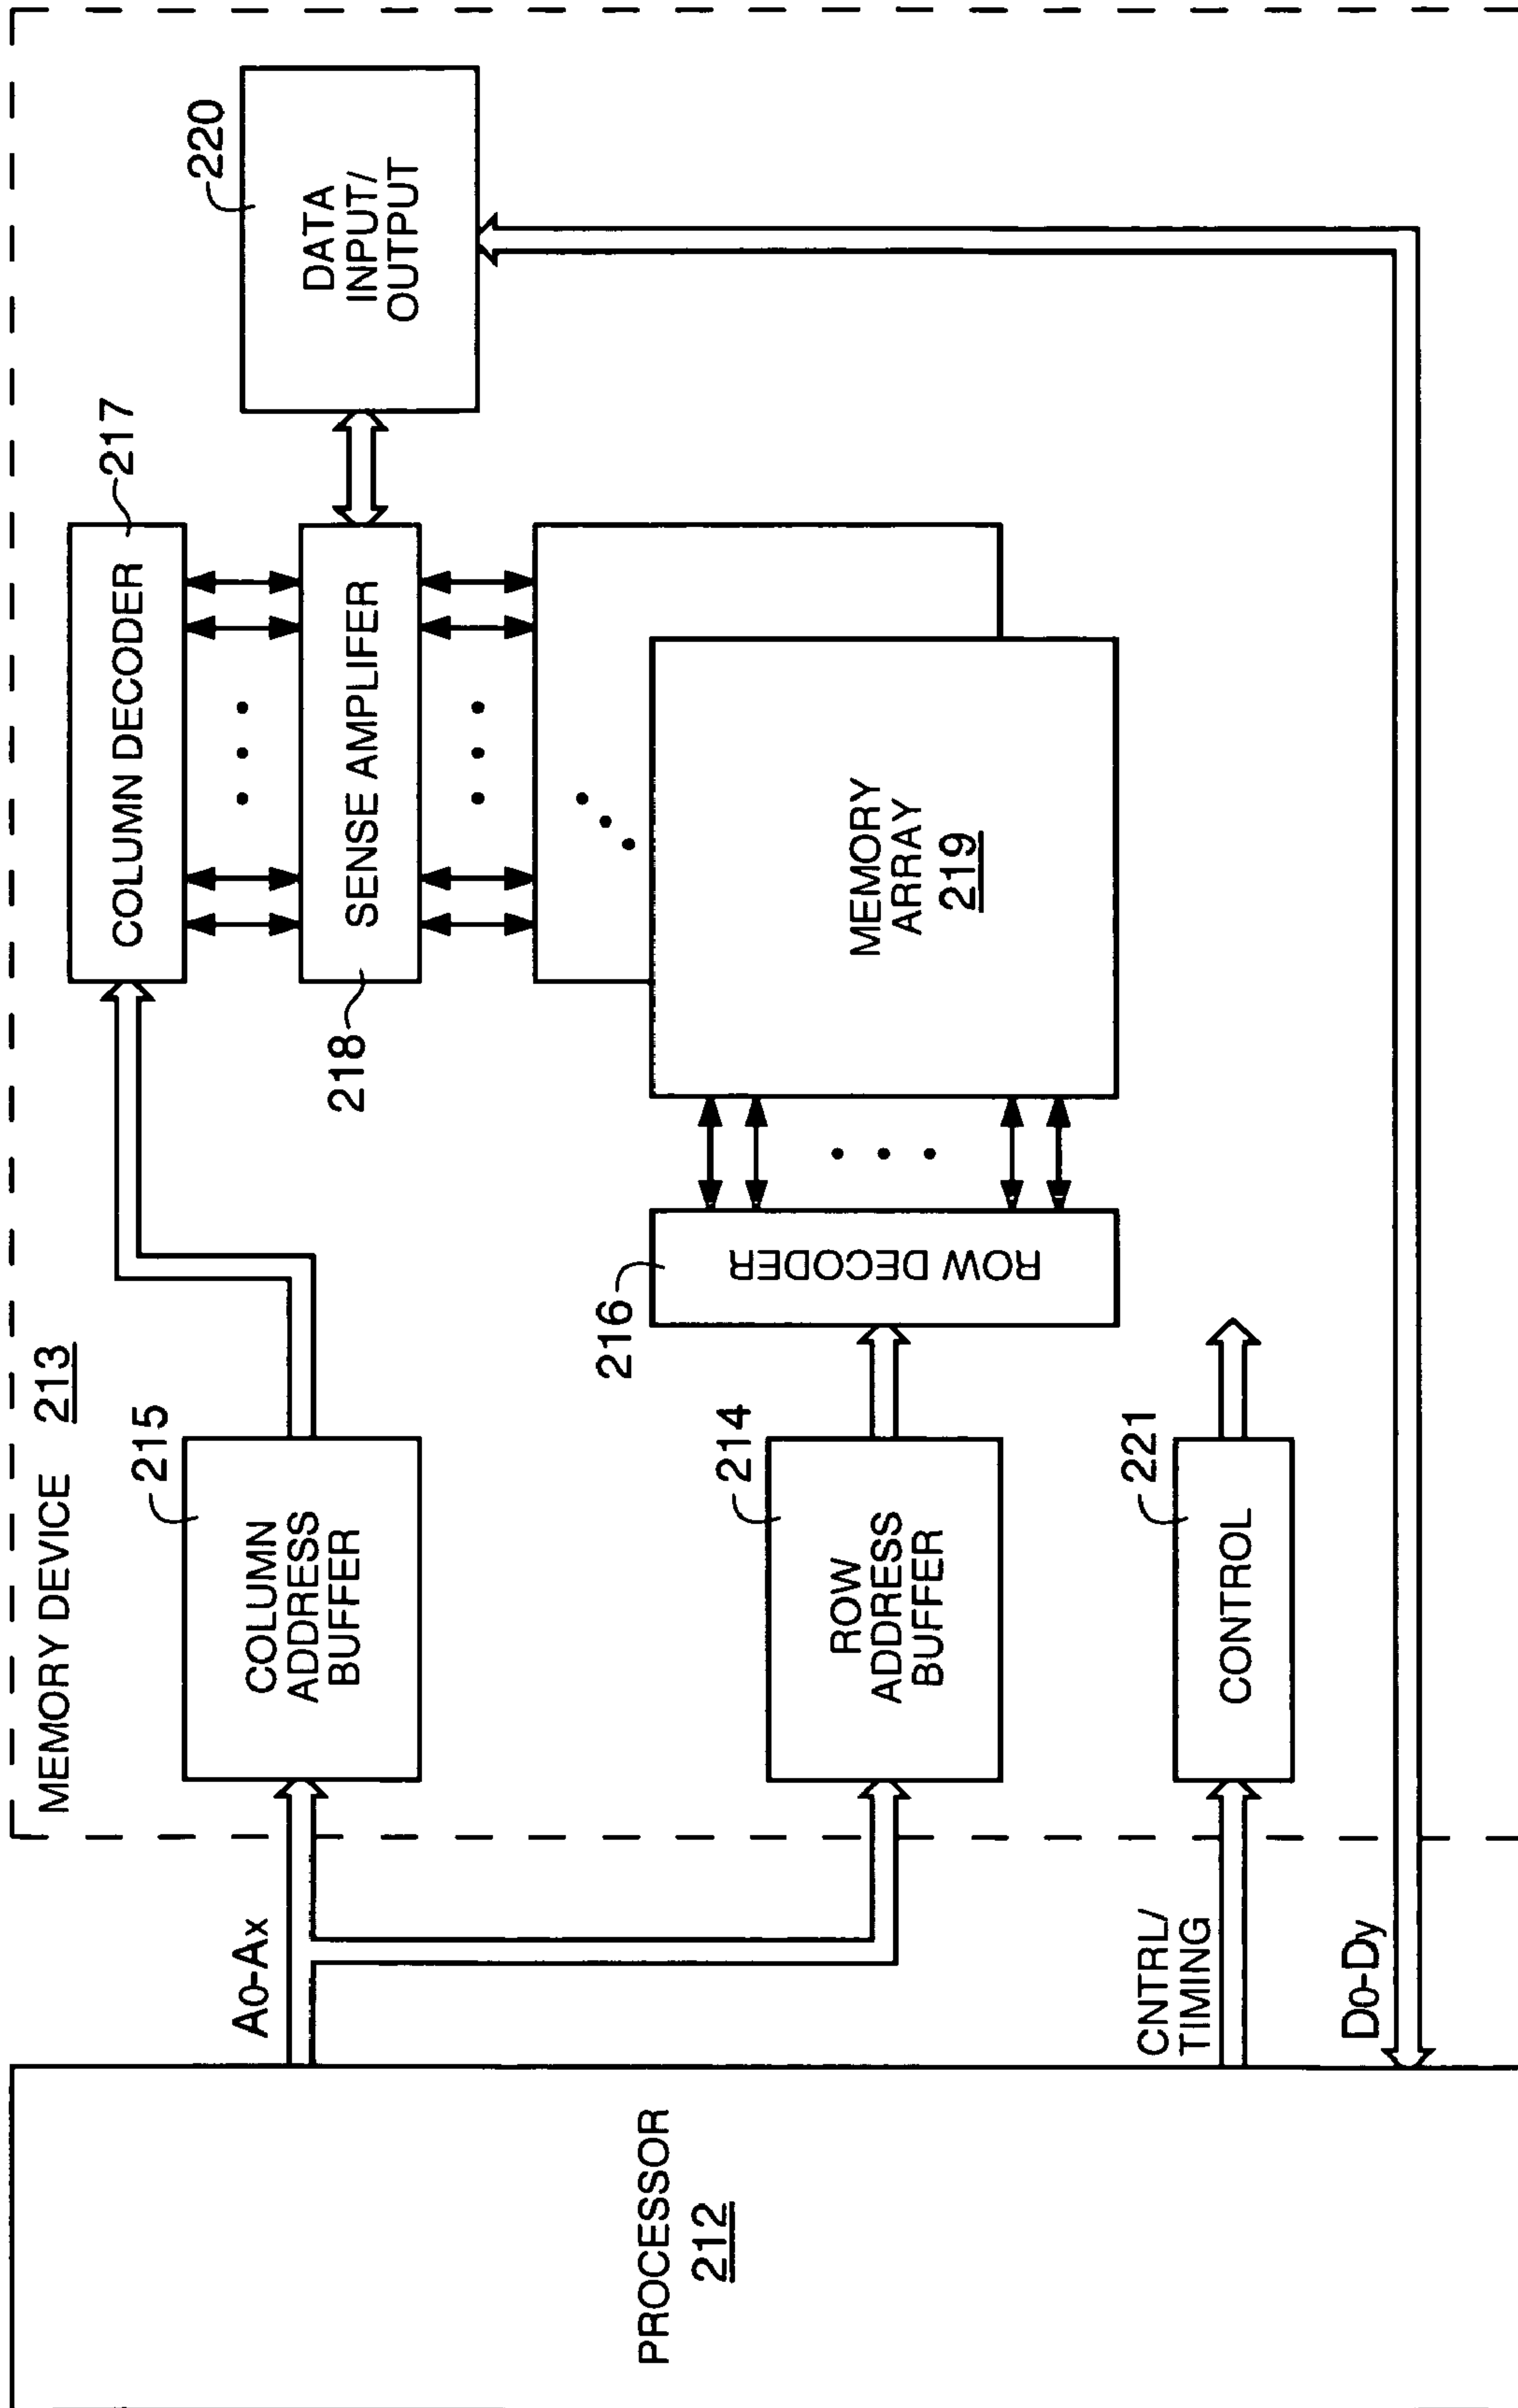 MEMORY DEVICE 213
PROCESSOR
212
A0-Ax
CNTRL/
TIMING
D0-Dy
215
COLUMN
ADDRESS
BUFFER
214
ROW
ADDRESS
BUFFER
221
CONTROL
216
ROW DECODER
217
COLUMN DECODER
218
SENSE AMPLIFER
MEMORY
ARRAY
219
220
DATA
INPUT/
OUTPUT